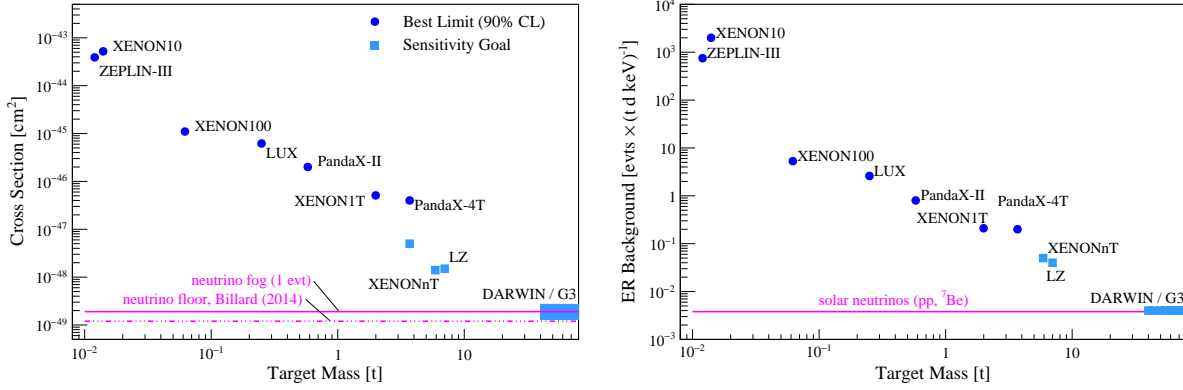 Best Limit (90% CL)
Sensitivity Goal
Cross Section [cm²]
10⁻⁴³
10⁻⁴⁴
10⁻⁴⁵
10⁻⁴⁶
10⁻⁴⁷
10⁻⁴⁸
10⁻⁴⁹
XENON10
ZEPLIN-III
XENON100
LUX
PandaX-II
XENON1T
PandaX-4T
LZ
XENONnT
neutrino fog (1 evt)
neutrino floor, Billard (2014)
DARWIN / G3
10⁻² 10⁻¹ 1 10
Target Mass [t]
ER Background [evts × (t d keV)⁻¹]
10⁴
10³
10²
10
1
10⁻¹
10⁻²
10⁻³
XENON10
ZEPLIN-III
XENON100
LUX
PandaX-II
PandaX-4T
XENON1T
XENONnT
LZ
DARWIN / G3
solar neutrinos (pp, ⁷Be)
10⁻² 10⁻¹ 1 10
Target Mass [t]